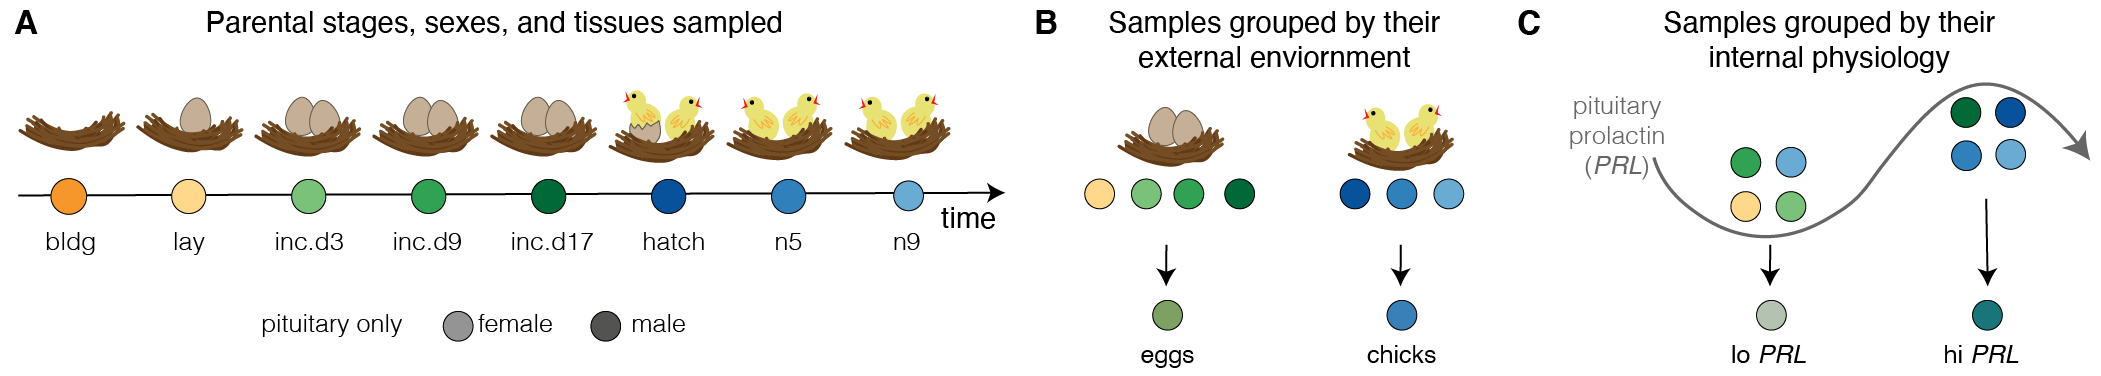 A
Parental stages, sexes, and tissues sampled
bldg
lay
inc.d3
inc.d9
inc.d17
hatch
n5
n9
time
pituitary only
female
male
B
Samples grouped by their
external enviornment
eggs
chicks
C
Samples grouped by their
internal physiology
pituitary
prolactin
(PRL)
lo PRL
hi PRL